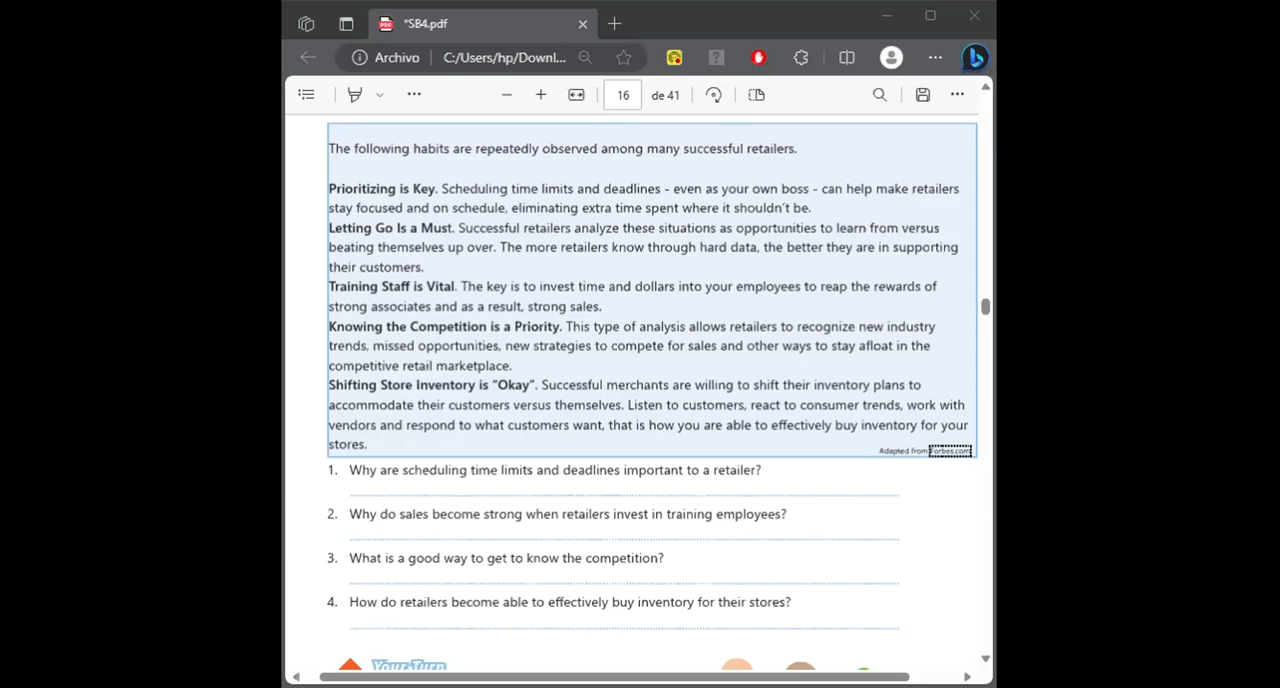 *SB4.pdf
Archivo C:/Users/hp/Downl...
16 de 41
The following habits are repeatedly observed among many successful retailers.
Prioritizing is Key. Scheduling time limits and deadlines - even as your own boss - can help make retailers
stay focused and on schedule, eliminating extra time spent where it shouldn't be.
Letting Go Is a Must. Successful retailers analyze these situations as opportunities to learn from versus
beating themselves up over. The more retailers know through hard data, the better they are in supporting
their customers.
Training Staff is Vital. The key is to invest time and dollars into your employees to reap the rewards of
strong associates and as a result, strong sales.
Knowing the Competition is a Priority. This type of analysis allows retailers to recognize new industry
trends, missed opportunities, new strategies to compete for sales and other ways to stay afloat in the
competitive retail marketplace.
Shifting Store Inventory is "Okay". Successful merchants are willing to shift their inventory plans to
accommodate their customers versus themselves. Listen to customers, react to consumer trends, work with
vendors and respond to what customers want, that is how you are able to effectively buy inventory for your
stores.
Adapted from Forbes.com
1. Why are scheduling time limits and deadlines important to a retailer?
2. Why do sales become strong when retailers invest in training employees?
3. What is a good way to get to know the competition?
4. How do retailers become able to effectively buy inventory for their stores?
Your Turn